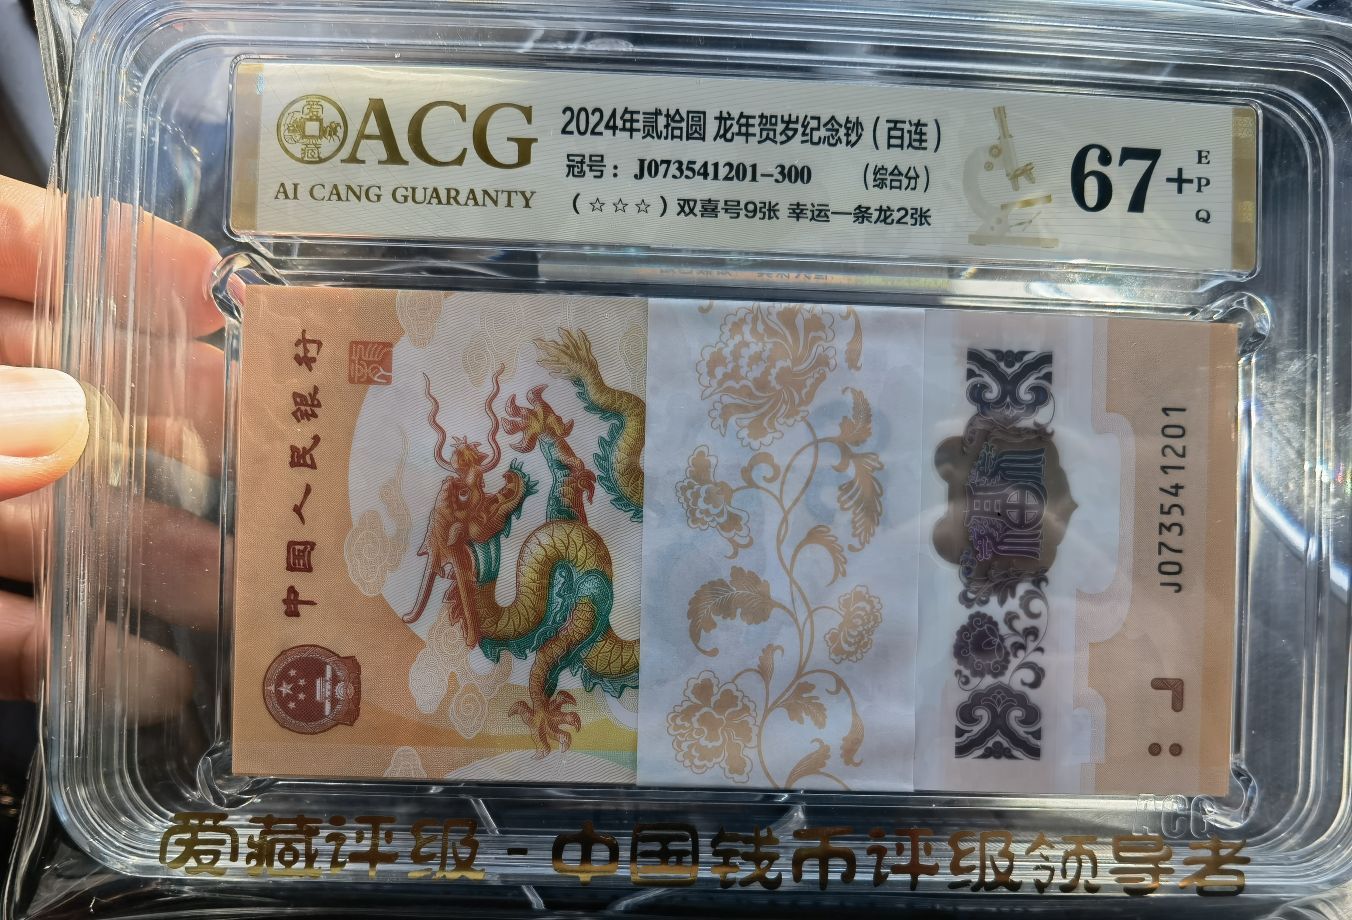 ACG
AI CANG GUARANTY
2024年贰拾圆 龙年贺岁纪念钞（百连）
冠号：J073541201-300 （综合分）
（☆☆☆）双喜号9张 幸运一条龙2张
67+
EPQ
中国人民银行
福
J073541201
爱藏评级-中国钱币评级领导者
ACG